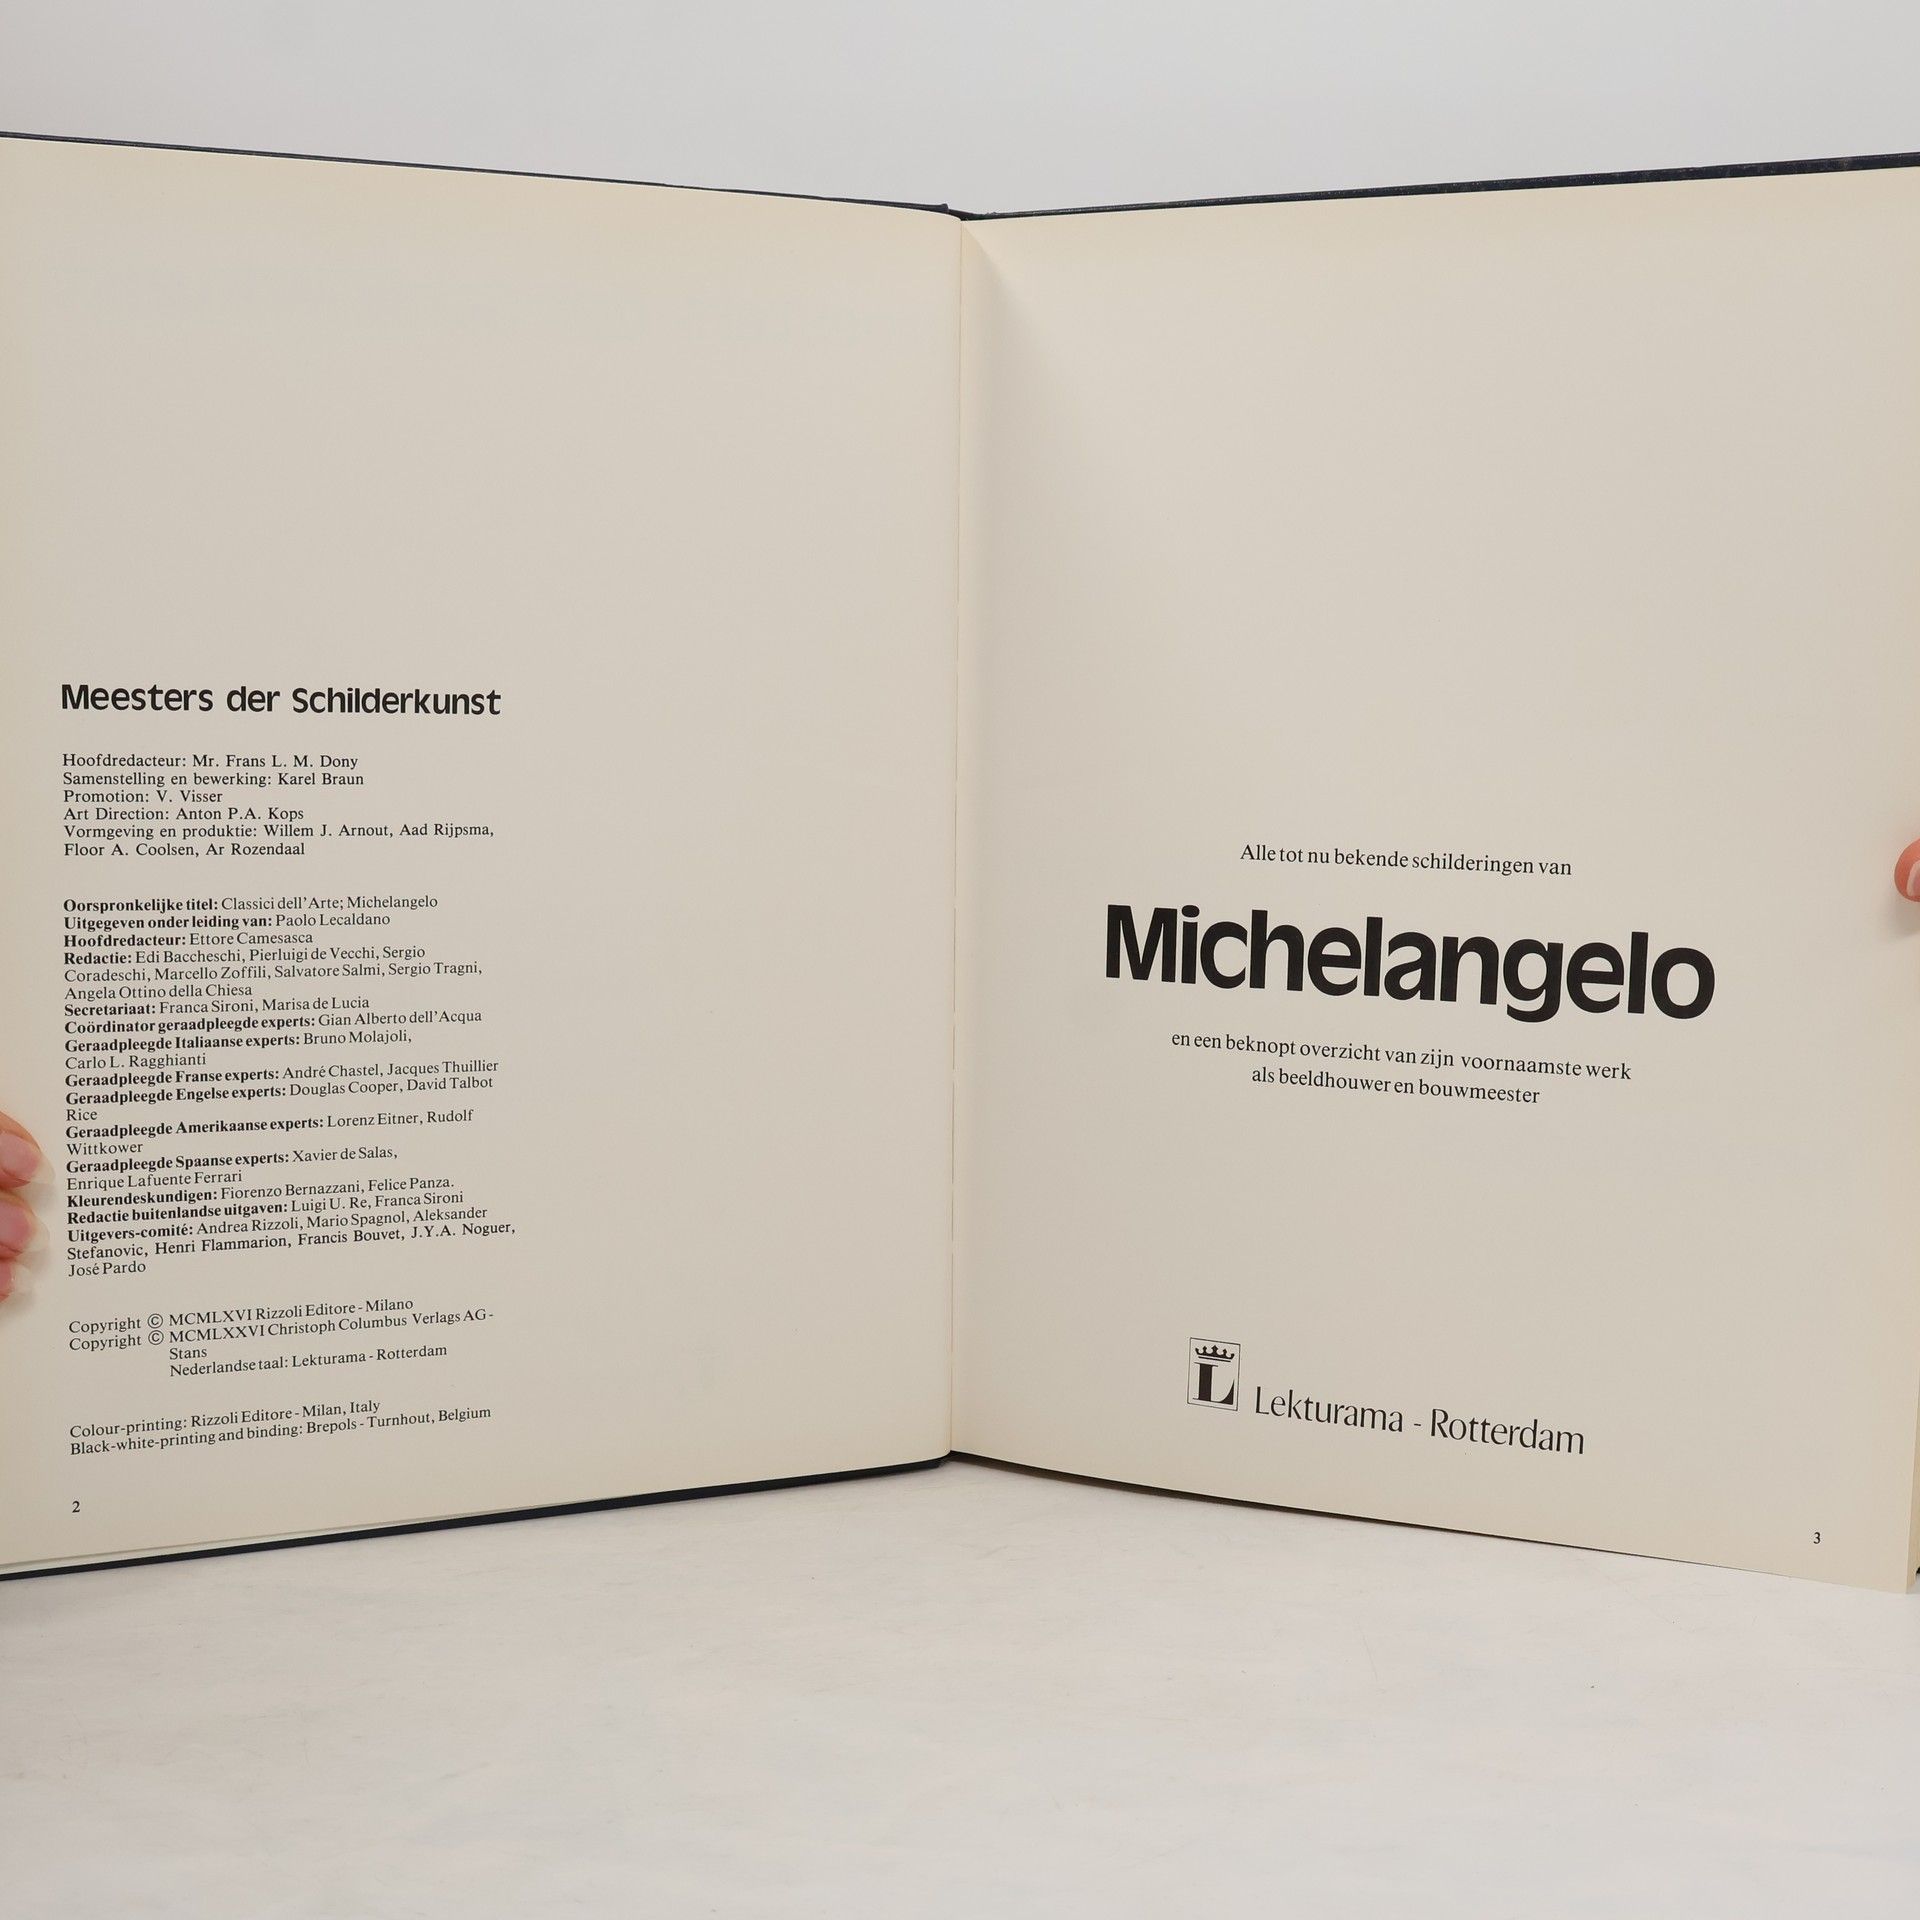 Meesters der Schilderkunst
Hoofdredacteur: Mr. Frans L. M. Dony
Samenstelling en bewerking: Karel Braun
Promotion: V. Visser
Art Direction: Anton P.A. Kops
Vormgeving en produktie: Willem J. Arnout, Aad Rijpsma,
Floor A. Coolsen, Ar Rozendaal
Oorspronkelijke titel: Classici dell'Arte; Michelangelo
Uitgegeven onder leiding van: Paolo Lecaldano
Hoofdredacteur: Ettore Camesasca
Redactie: Edi Baccheschi, Pierluigi de Vecchi, Sergio
Coradeschi, Marcello Zoffili, Salvatore Salmi, Sergio Tragni,
Angela Ottino della Chiesa
Secretariaat: Franca Sironi, Marisa de Lucia
Coördinator geraadpleegde experts: Gian Alberto dell'Acqua
Geraadpleegde Italiaanse experts: Bruno Molajoli,
Carlo L. Ragghianti
Geraadpleegde Franse experts: André Chastel, Jacques Thuillier
Geraadpleegde Engelse experts: Douglas Cooper, David Talbot
Rice
Geraadpleegde Amerikaanse experts: Lorenz Eitner, Rudolf
Wittkower
Geraadpleegde Spaanse experts: Xavier de Salas,
Enrique Lafuente Ferrari
Kleurendeskundigen: Fiorenzo Bernazzani, Felice Panza.
Redactie buitenlandse uitgaven: Luigi U. Re, Franca Sironi
Uitgevers-comité: Andrea Rizzoli, Mario Spagnol, Aleksander
Stefanovic, Henri Flammarion, Francis Bouvet, J.Y.A. Noguer,
José Pardo
Copyright © MCMLXVI Rizzoli Editore - Milano
Copyright © MCMLXXVI Christoph Columbus Verlags AG -
Stans
Nederlandse taal: Lekturama - Rotterdam
Colour-printing: Rizzoli Editore - Milan, Italy
Black-white-printing and binding: Brepols - Turnhout, Belgium
2
Alle tot nu bekende schilderingen van
Michelangelo
en een beknopt overzicht van zijn voornaamste werk
als beeldhouwer en bouwmeester
L Lekturama - Rotterdam
3